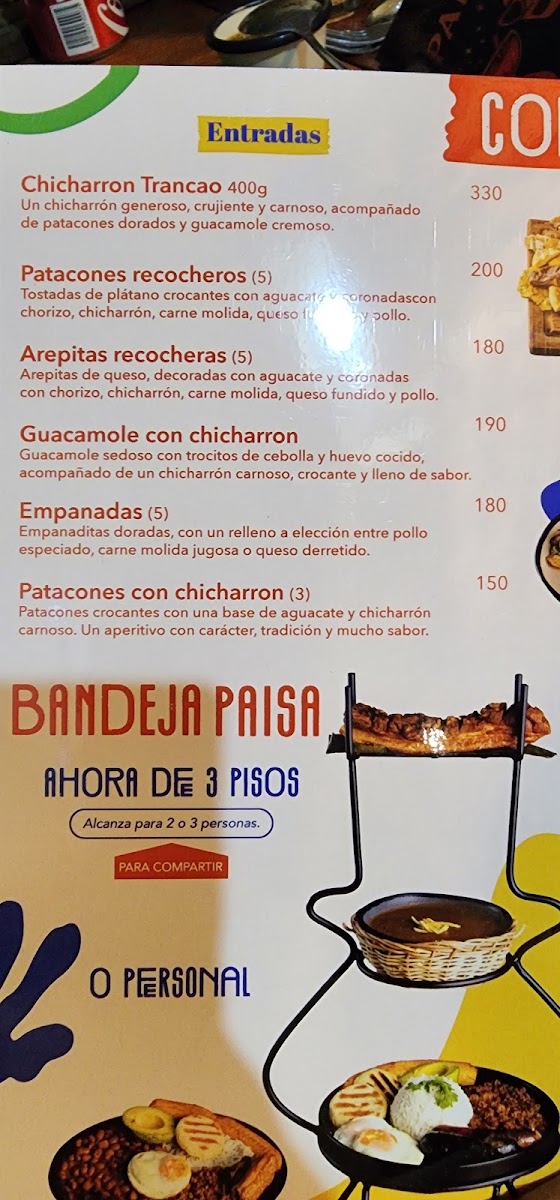 Entradas
CO
Chicharron Trancao 400g 330
Un chicharrón generoso, crujiente y carnoso, acompañado
de patacones dorados y guacamole cremoso.
Patacones recocheros (5) 200
Tostadas de plátano crocantes con aguacate y coronadascon
chorizo, chicharrón, carne molida, queso y pollo.
Arepitas recocheras (5) 180
Arepitas de queso, decoradas con aguacate y coronadas
con chorizo, chicharrón, carne molida, queso fundido y pollo.
Guacamole con chicharron 190
Guacamole sedoso con trocitos de cebolla y huevo cocido,
acompañado de un chicharrón carnoso, crocante y lleno de sabor.
Empanadas (5) 180
Empanaditas doradas, con un relleno a elección entre pollo
especiado, carne molida jugosa o queso derretido.
Patacones con chicharron (3) 150
Patacones crocantes con una base de aguacate y chicharrón
carnoso. Un aperitivo con carácter, tradición y mucho sabor.
BANDEJA PAISA
AHORA DE 3 PISOS
Alcanza para 2 o 3 personas.
PARA COMPARTIR
O PERSONAL